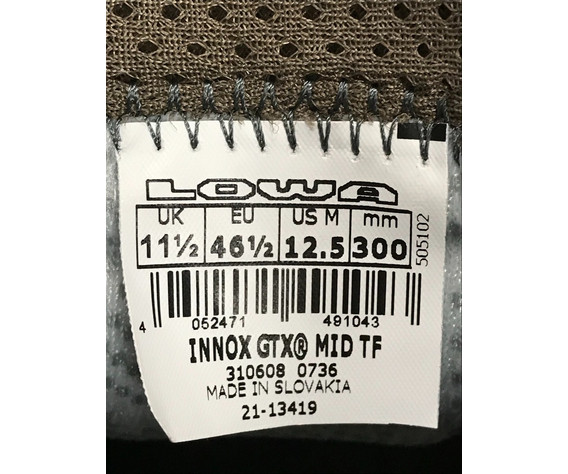 LOWA
UK EU US M mm
11½ 46½ 12.5 300
505102
4 052471 491043
INNOX GTX® MID TF
310608 0736
MADE IN SLOVAKIA
21-13419